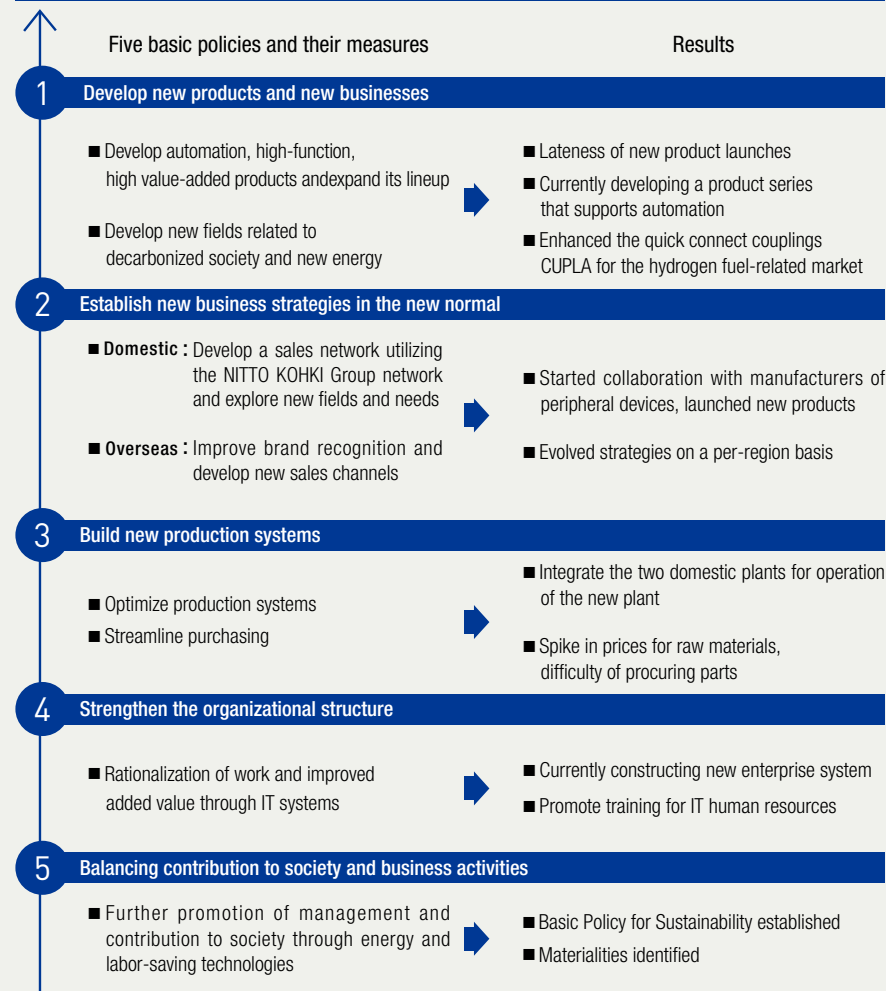 Five basic policies and their measures
Results
1
Develop new products and new businesses
■ Develop automation, high-function,
high value-added products andexpand its lineup
■ Develop new fields related to
decarbonized society and new energy
■ Lateness of new product launches
■ Currently developing a product series
that supports automation
■ Enhanced the quick connect couplings
CUPLA for the hydrogen fuel-related market
2
Establish new business strategies in the new normal
■ Domestic : Develop a sales network utilizing
the NITTO KOHKI Group network
and explore new fields and needs
■ Overseas : Improve brand recognition and
develop new sales channels
■ Started collaboration with manufacturers of
peripheral devices, launched new products
■ Evolved strategies on a per-region basis
3
Build new production systems
■ Optimize production systems
■ Streamline purchasing
■ Integrate the two domestic plants for operation
of the new plant
■ Spike in prices for raw materials,
difficulty of procuring parts
4
Strengthen the organizational structure
■ Rationalization of work and improved
added value through IT systems
■ Currently constructing new enterprise system
■ Promote training for IT human resources
5
Balancing contribution to society and business activities
■ Further promotion of management and
contribution to society through energy and
labor-saving technologies
■ Basic Policy for Sustainability established
■ Materialities identified